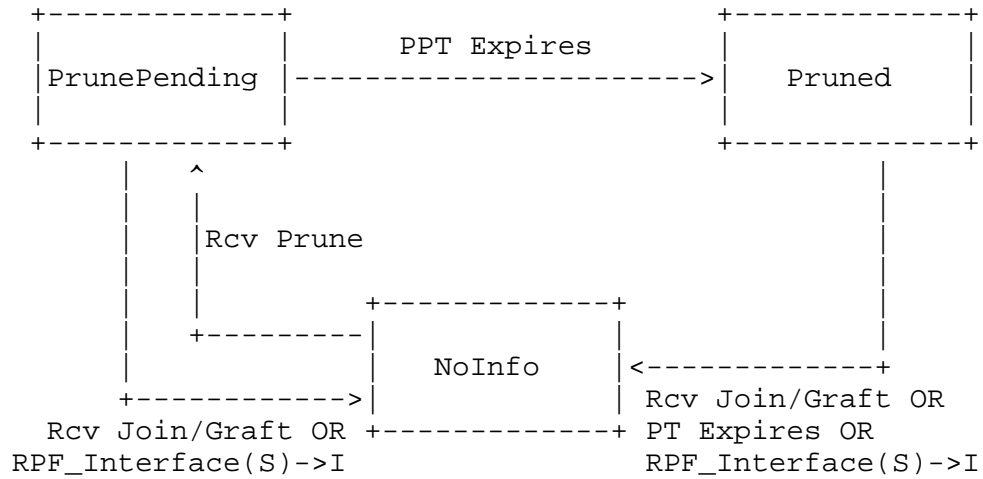 PPT Expires
PrunePending
Pruned
Rcv Prune
NoInfo
Rcv Join/Graft OR
Rcv Join/Graft OR
PT Expires OR
RPF_Interface(S)->I
RPF_Interface(S)->I